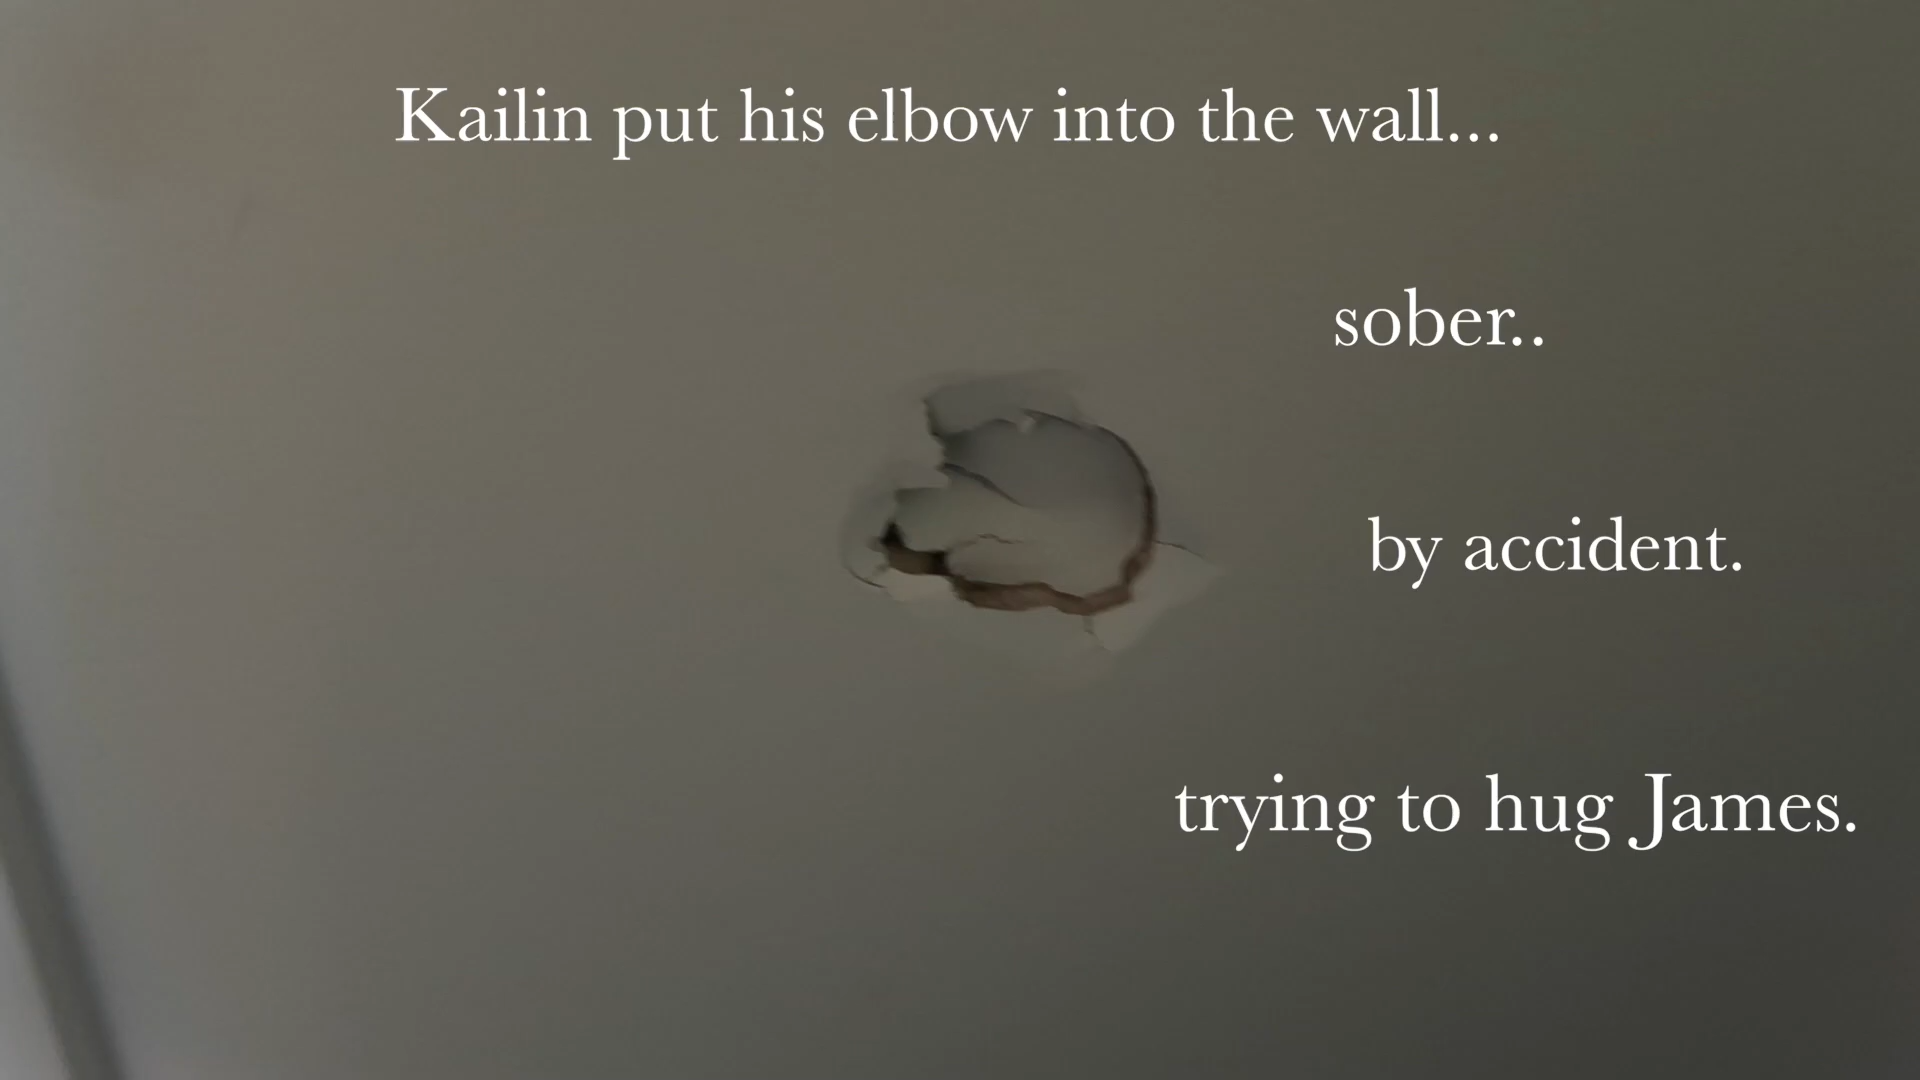 Kailin put his elbow into the wall...
sober..
by accident.
trying to hug James.